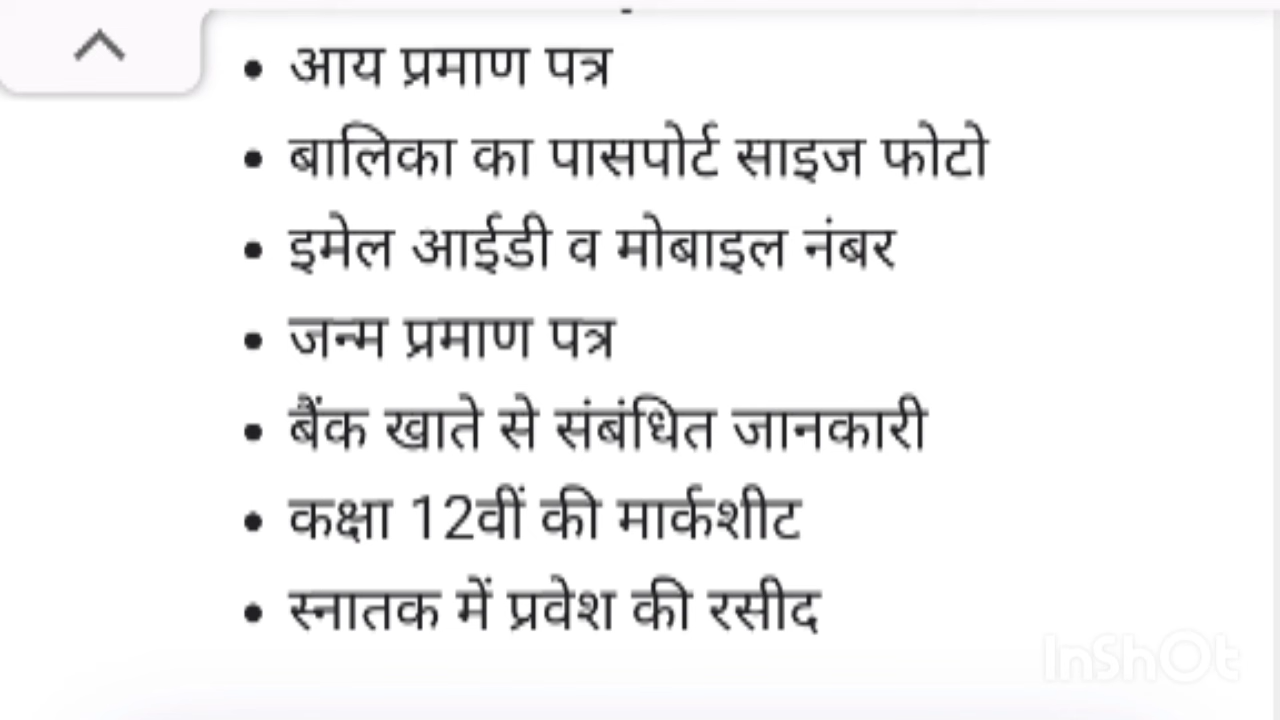 आय प्रमाण पत्र
बालिका का पासपोर्ट साइज फोटो
इमेल आईडी व मोबाइल नंबर
जन्म प्रमाण पत्र
बैंक खाते से संबंधित जानकारी
कक्षा 12वीं की मार्कशीट
स्नातक में प्रवेश की रसीद
InShOt